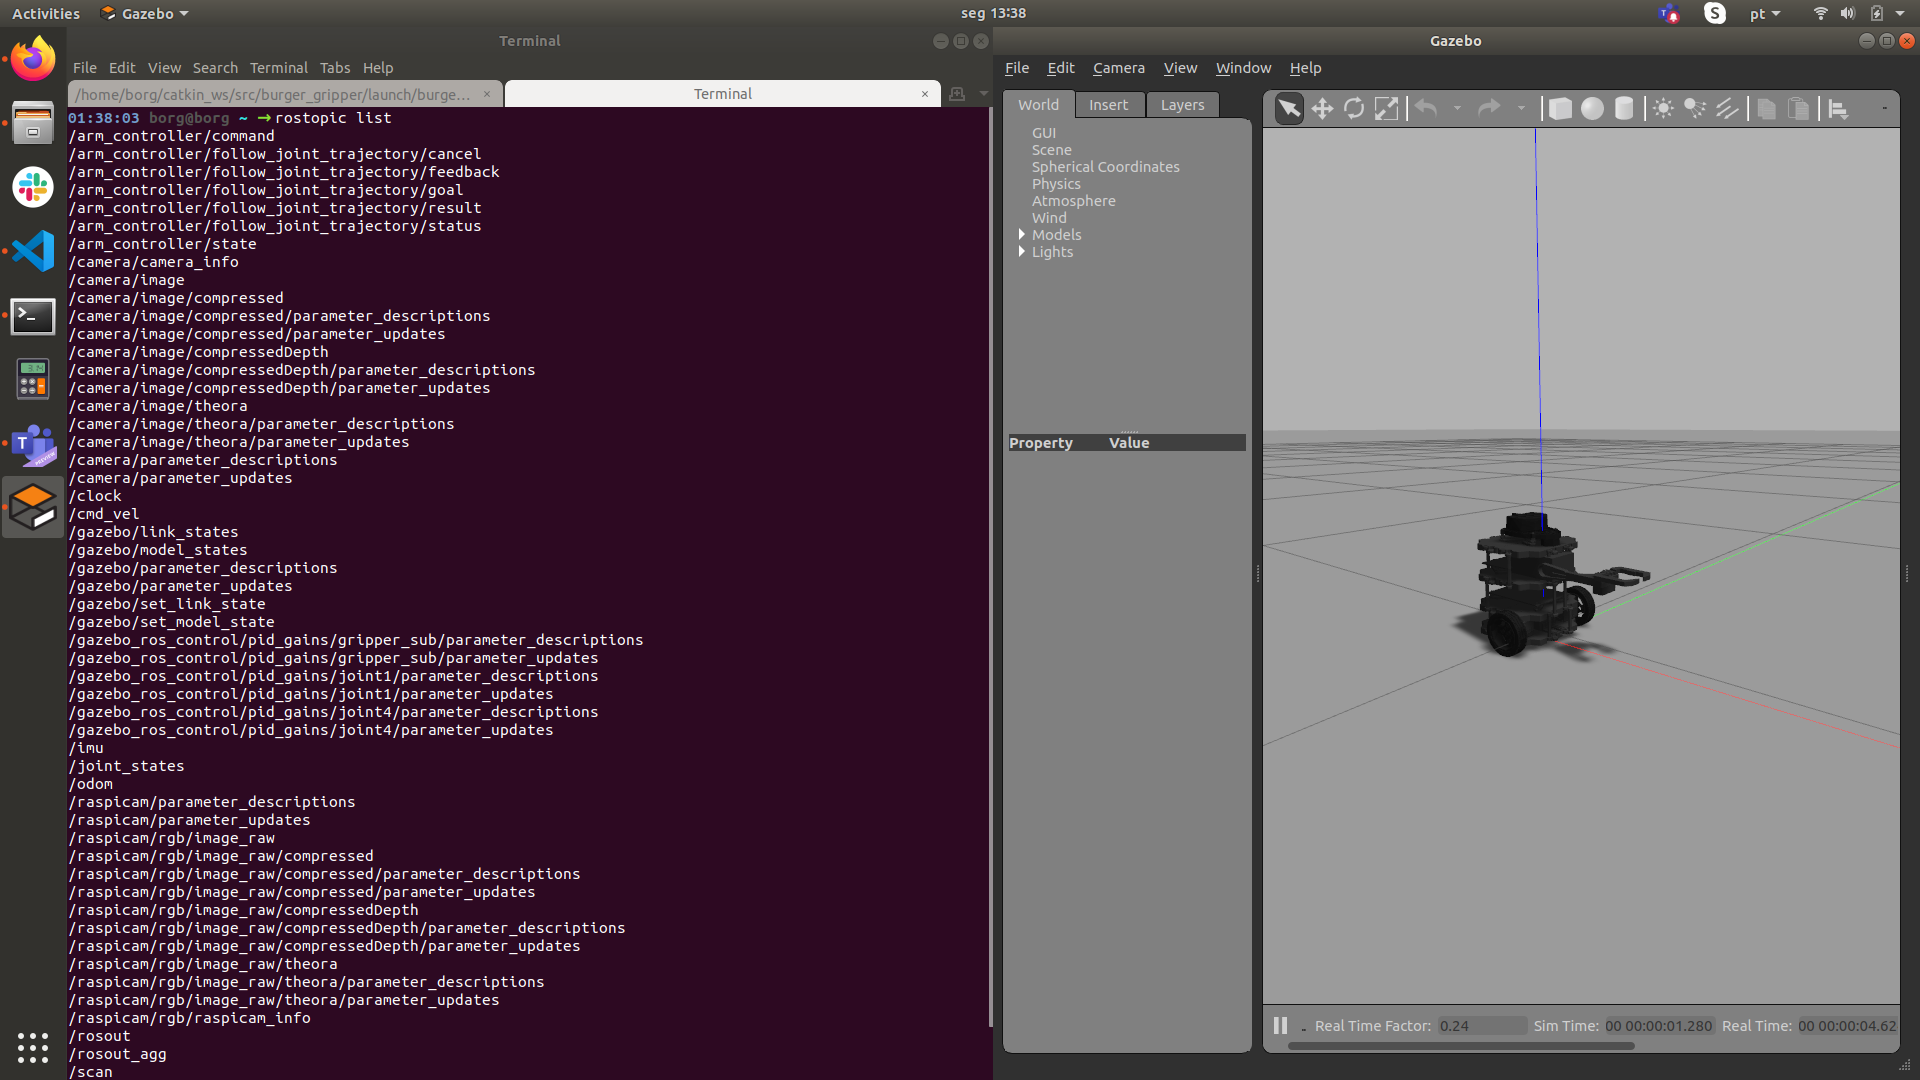 Activities Gazebo seg 13:38 S pt
Terminal
File Edit View Search Terminal Tabs Help
/home/borg/catkin_ws/src/burger_gripper/launch/burge... × Terminal ×
01:38:03 borg@borg ~ →rostopic list
/arm_controller/command
/arm_controller/follow_joint_trajectory/cancel
/arm_controller/follow_joint_trajectory/feedback
/arm_controller/follow_joint_trajectory/goal
/arm_controller/follow_joint_trajectory/result
/arm_controller/follow_joint_trajectory/status
/arm_controller/state
/camera/camera_info
/camera/image
/camera/image/compressed
/camera/image/compressed/parameter_descriptions
/camera/image/compressed/parameter_updates
/camera/image/compressedDepth
/camera/image/compressedDepth/parameter_descriptions
/camera/image/compressedDepth/parameter_updates
/camera/image/theora
/camera/image/theora/parameter_descriptions
/camera/image/theora/parameter_updates
/camera/parameter_descriptions
/camera/parameter_updates
/clock
/cmd_vel
/gazebo/link_states
/gazebo/model_states
/gazebo/parameter_descriptions
/gazebo/parameter_updates
/gazebo/set_link_state
/gazebo/set_model_state
/gazebo_ros_control/pid_gains/gripper_sub/parameter_descriptions
/gazebo_ros_control/pid_gains/gripper_sub/parameter_updates
/gazebo_ros_control/pid_gains/joint1/parameter_descriptions
/gazebo_ros_control/pid_gains/joint1/parameter_updates
/gazebo_ros_control/pid_gains/joint4/parameter_descriptions
/gazebo_ros_control/pid_gains/joint4/parameter_updates
/imu
/joint_states
/odom
/raspicam/parameter_descriptions
/raspicam/parameter_updates
/raspicam/rgb/image_raw
/raspicam/rgb/image_raw/compressed
/raspicam/rgb/image_raw/compressed/parameter_descriptions
/raspicam/rgb/image_raw/compressed/parameter_updates
/raspicam/rgb/image_raw/compressedDepth
/raspicam/rgb/image_raw/compressedDepth/parameter_descriptions
/raspicam/rgb/image_raw/compressedDepth/parameter_updates
/raspicam/rgb/image_raw/theora
/raspicam/rgb/image_raw/theora/parameter_descriptions
/raspicam/rgb/image_raw/theora/parameter_updates
/raspicam/rgb/raspicam_info
/rosout
/rosout_agg
/scan
Gazebo
File Edit Camera View Window Help
World Insert Layers
GUI
Scene
Spherical Coordinates
Physics
Atmosphere
Wind
Models
Lights
Property Value
Real Time Factor: 0.24 Sim Time: 00 00:00:01.280 Real Time: 00 00:00:04.62